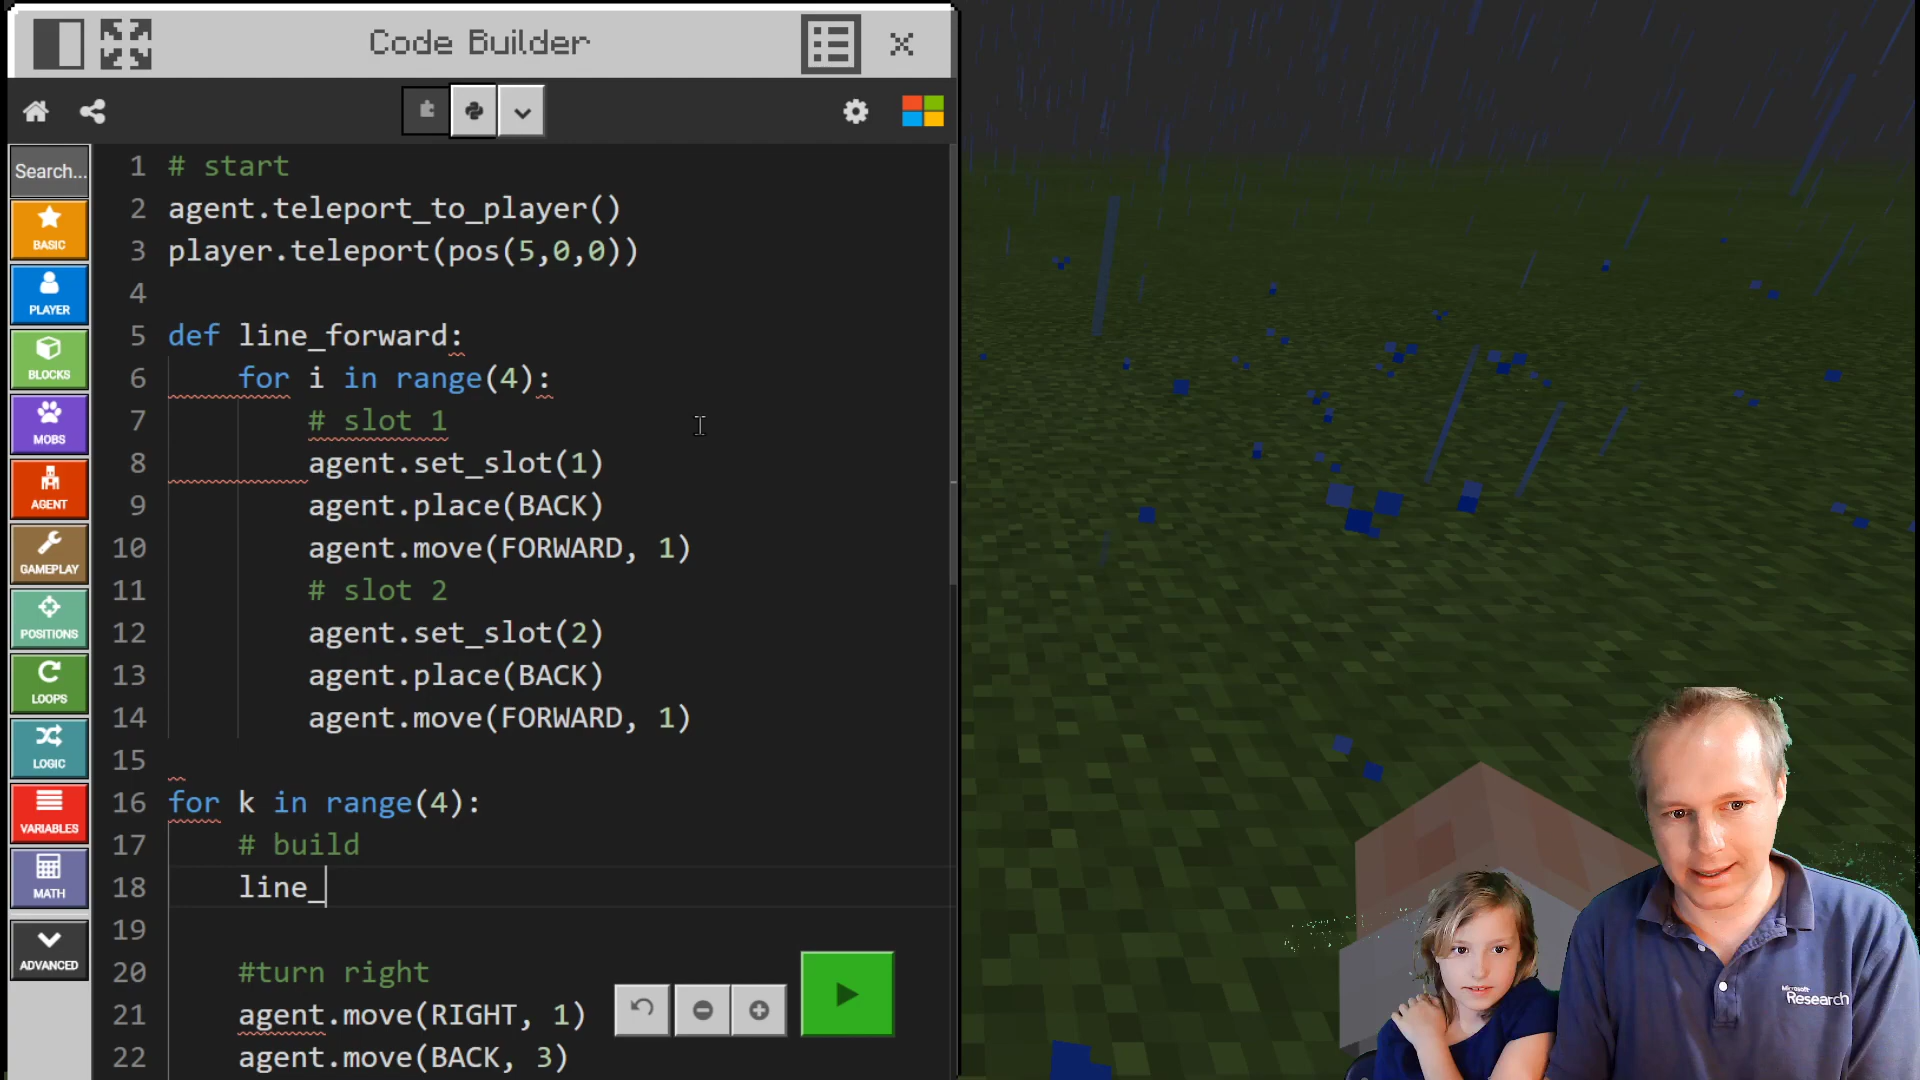 Code Builder
Search...
BASIC
PLAYER
BLOCKS
MOBS
AGENT
GAMEPLAY
POSITIONS
LOOPS
LOGIC
VARIABLES
MATH
ADVANCED
1 # start
2 agent.teleport_to_player()
3 player.teleport(pos(5,0,0))
4
5 def line_forward:
6     for i in range(4):
7         # slot 1
8         agent.set_slot(1)
9         agent.place(BACK)
10         agent.move(FORWARD, 1)
11         # slot 2
12         agent.set_slot(2)
13         agent.place(BACK)
14         agent.move(FORWARD, 1)
15
16 for k in range(4):
17     # build
18     line_
19
20     #turn right
21     agent.move(RIGHT, 1)
22     agent.move(BACK, 3)
Microsoft
Research